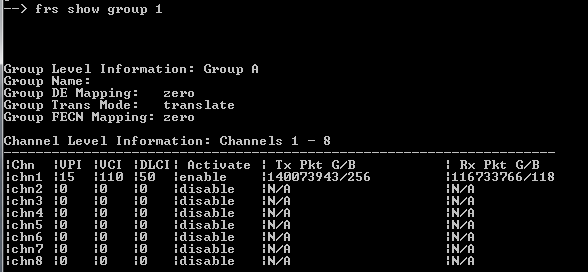 --> frs show group 1
Group Level Information: Group A
Group Name:
Group DE Mapping:   zero
Group Trans Mode:   translate
Group FECN Mapping: zero
Channel Level Information: Channels 1 - 8
¦Chn  ¦VPI  ¦VCI  ¦DLCI¦ Activate  ¦ Tx Pkt G/B            ¦ Rx Pkt G/B
¦chn1 ¦15   ¦110  ¦50  ¦enable     ¦140073943/256          ¦116733766/118
¦chn2 ¦0    ¦0    ¦0   ¦disable    ¦N/A                    ¦N/A
¦chn3 ¦0    ¦0    ¦0   ¦disable    ¦N/A                    ¦N/A
¦chn4 ¦0    ¦0    ¦0   ¦disable    ¦N/A                    ¦N/A
¦chn5 ¦0    ¦0    ¦0   ¦disable    ¦N/A                    ¦N/A
¦chn6 ¦0    ¦0    ¦0   ¦disable    ¦N/A                    ¦N/A
¦chn7 ¦0    ¦0    ¦0   ¦disable    ¦N/A                    ¦N/A
¦chn8 ¦0    ¦0    ¦0   ¦disable    ¦N/A                    ¦N/A